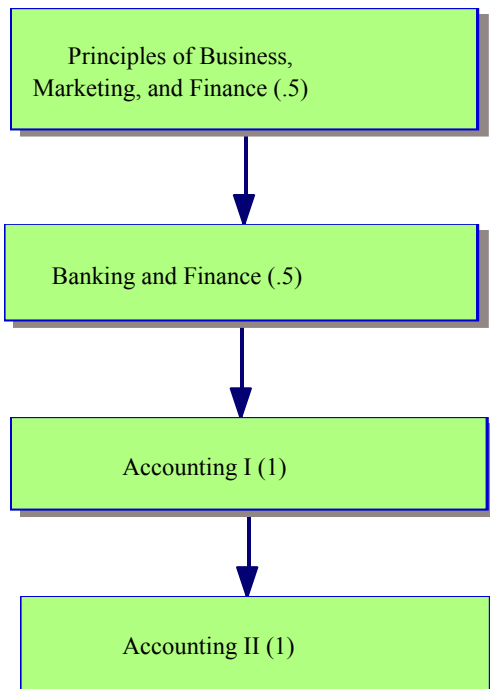 Principles of Business,
Marketing, and Finance (.5)
Banking and Finance (.5)
Accounting I (1)
Accounting II (1)